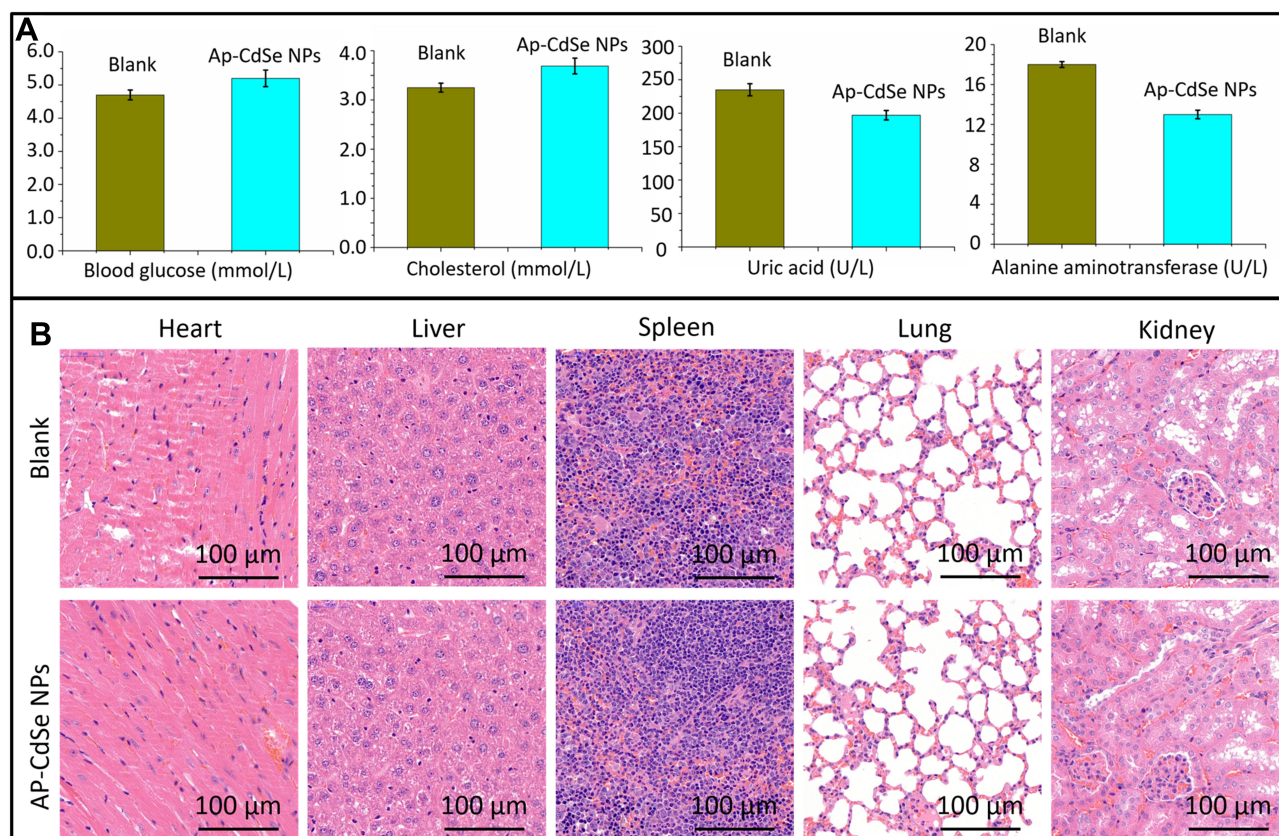 A
6.0
5.0
4.0
3.0
2.0
1.0
0.0
Blank
Ap-CdSe NPs
Blood glucose (mmol/L)
4.0
3.0
2.0
1.0
0.0
Blank
Ap-CdSe NPs
Cholesterol (mmol/L)
300
250
200
150
100
50
0
Blank
Ap-CdSe NPs
Uric acid (U/L)
20
16
12
8
4
0
Blank
Ap-CdSe NPs
Alanine aminotransferase (U/L)
B
Heart Liver Spleen Lung Kidney
Blank
100 µm 100 µm 100 µm 100 µm 100 µm
AP-CdSe NPs
100 µm 100 µm 100 µm 100 µm 100 µm